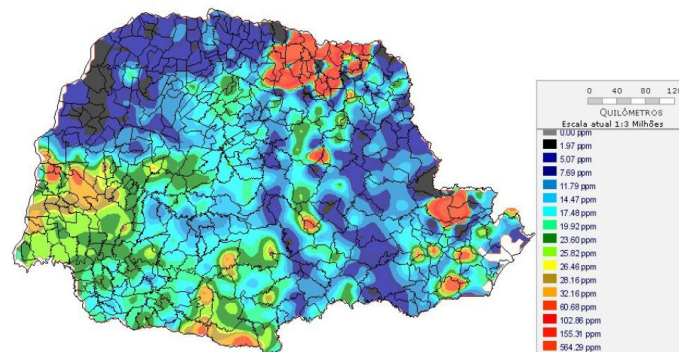 0 40 80 120
QUILÔMETROS
Escala atual 1:3 Milhões
0.00 ppm
1.97 ppm
5.07 ppm
7.69 ppm
11.79 ppm
14.47 ppm
17.48 ppm
19.92 ppm
23.60 ppm
25.82 ppm
26.46 ppm
28.16 ppm
32.16 ppm
60.68 ppm
102.86 ppm
155.31 ppm
564.29 ppm